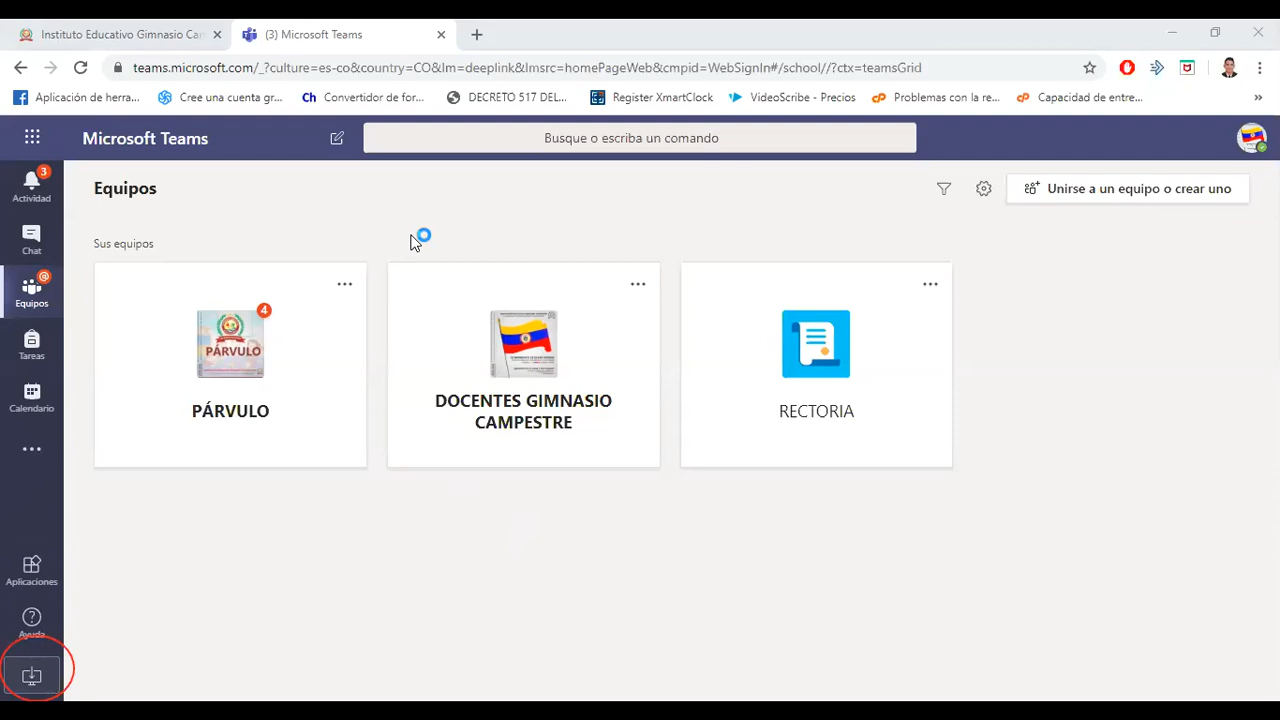 Instituto Educativo Gimnasio Cam
(3) Microsoft Teams
teams.microsoft.com/_?culture=es-co&country=CO&lm=deeplink&lmsrc=homePageWeb&cmpid=WebSignIn#/school//?ctx=teamsGrid
Aplicación de herra...
Cree una cuenta gr...
Ch
Convertidor de for...
DECRETO 517 DEL...
Register XmartClock
VideoScribe - Precios
cP
Problemas con la re...
cP
Capacidad de entre...
»
Microsoft Teams
Busque o escriba un comando
3
Actividad
Chat
@
Equipos
Tareas
Calendario
Aplicaciones
Ayuda
Equipos
Unirse a un equipo o crear uno
Sus equipos
4
PÁRVULO
PÁRVULO
DOCENTES GIMNASIO
CAMPESTRE
RECTORIA